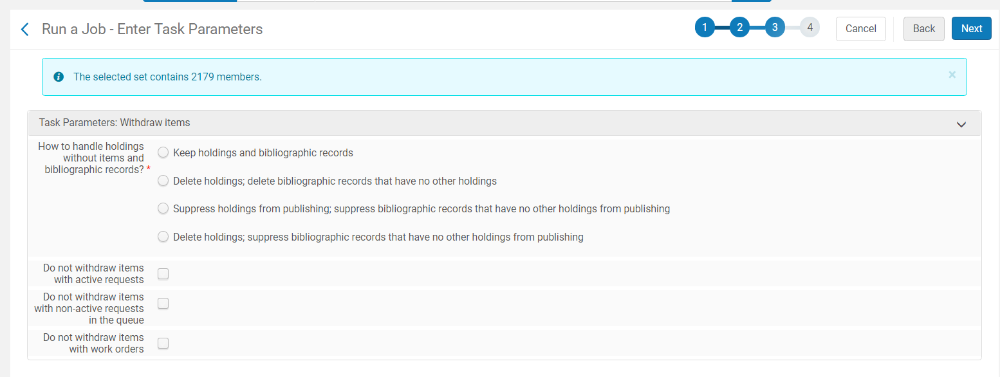 Run a Job - Enter Task Parameters
1 2 3 4 Cancel Back Next
The selected set contains 2179 members.
Task Parameters: Withdraw items
How to handle holdings
without items and
bibliographic records? *
Keep holdings and bibliographic records
Delete holdings; delete bibliographic records that have no other holdings
Suppress holdings from publishing; suppress bibliographic records that have no other holdings from publishing
Delete holdings; suppress bibliographic records that have no other holdings from publishing
Do not withdraw items
with active requests
Do not withdraw items
with non-active requests
in the queue
Do not withdraw items
with work orders